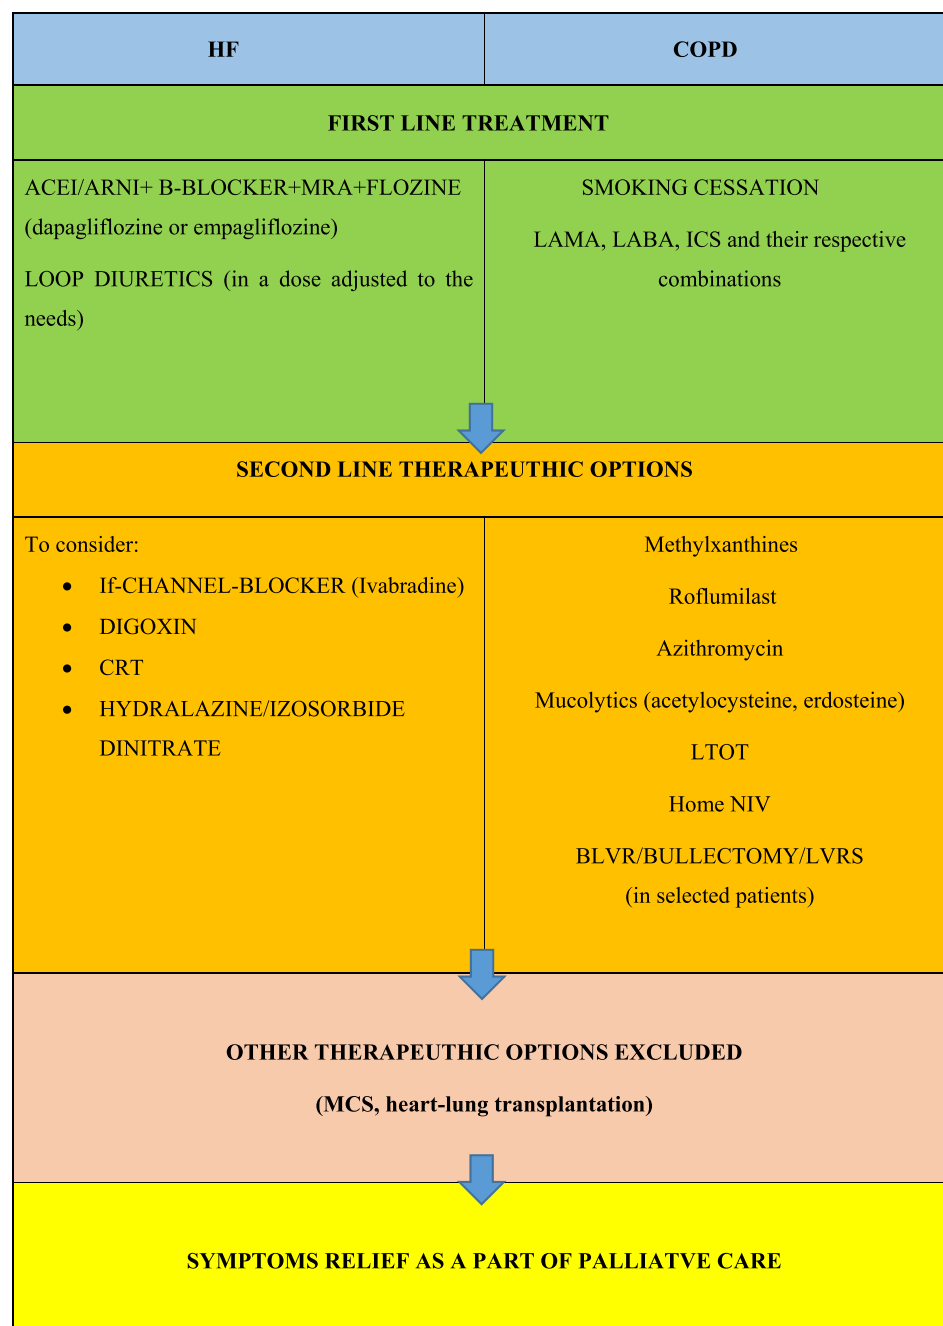 HF
COPD
FIRST LINE TREATMENT
ACEI/ARNI+ B-BLOCKER+MRA+FLOZINE
(dapagliflozine or empagliflozine)
LOOP DIURETICS (in a dose adjusted to the
needs)
SMOKING CESSATION
LAMA, LABA, ICS and their respective
combinations
SECOND LINE THERAPEUTHIC OPTIONS
To consider:
• If-CHANNEL-BLOCKER (Ivabradine)
• DIGOXIN
• CRT
• HYDRALAZINE/IZOSORBIDE
DINITRATE
Methylxanthines
Roflumilast
Azithromycin
Mucolytics (acetylocysteine, erdosteine)
LTOT
Home NIV
BLVR/BULLECTOMY/LVRS
(in selected patients)
OTHER THERAPEUTHIC OPTIONS EXCLUDED
(MCS, heart-lung transplantation)
SYMPTOMS RELIEF AS A PART OF PALLIATVE CARE